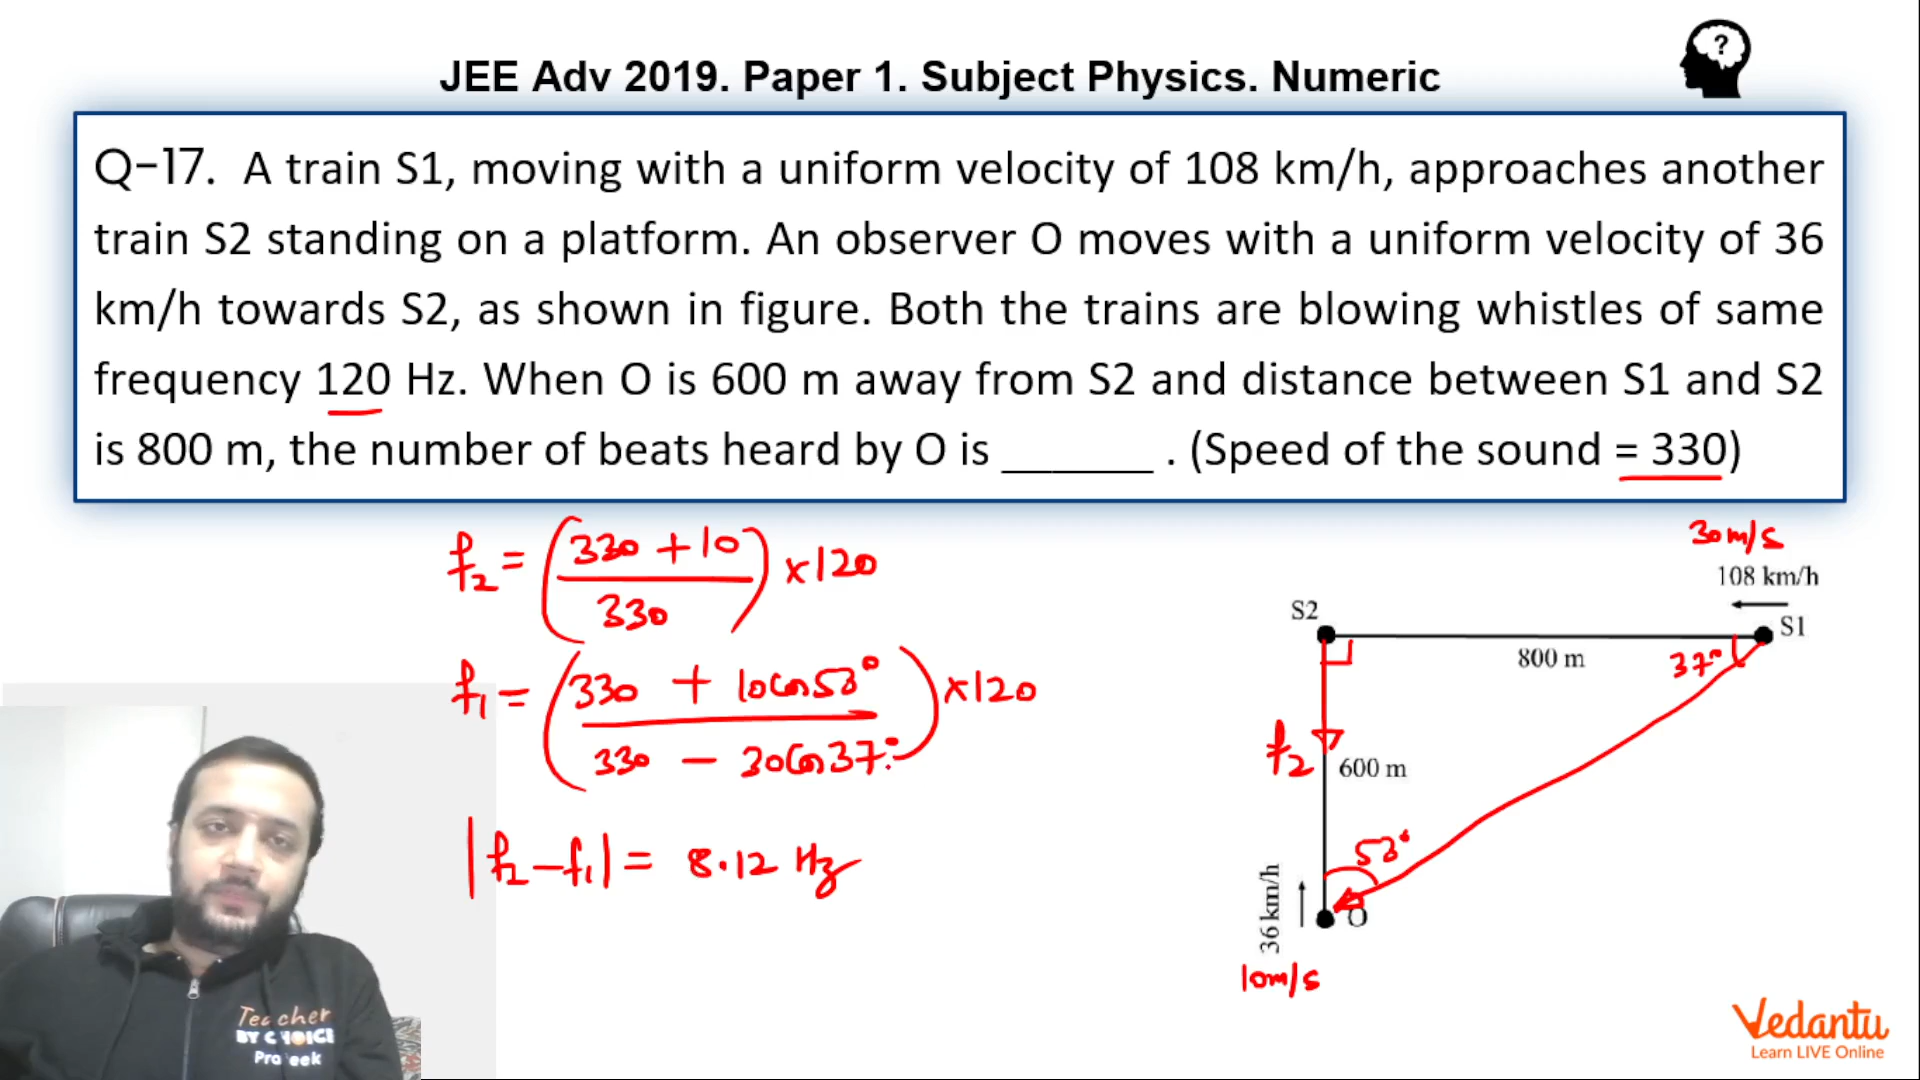 JEE Adv 2019. Paper 1. Subject Physics. Numeric
?
Q-17. A train S1, moving with a uniform velocity of 108 km/h, approaches another
train S2 standing on a platform. An observer O moves with a uniform velocity of 36
km/h towards S2, as shown in figure. Both the trains are blowing whistles of same
frequency 120 Hz. When O is 600 m away from S2 and distance between S1 and S2
is 800 m, the number of beats heard by O is ______ . (Speed of the sound = 330)
f₂ = (330 + 10 / 330) × 120
f₁ = (330 + 10cos53° / 330 - 30cos37°) × 120
|f₂ - f₁| = 8.12 Hz
30m/s
108 km/h
S2
S1
800 m
37°
f₂
600 m
53°
36 km/h
O
10m/s
Teacher
BY CHOICE
Prateek
Vedantu
Learn LIVE Online